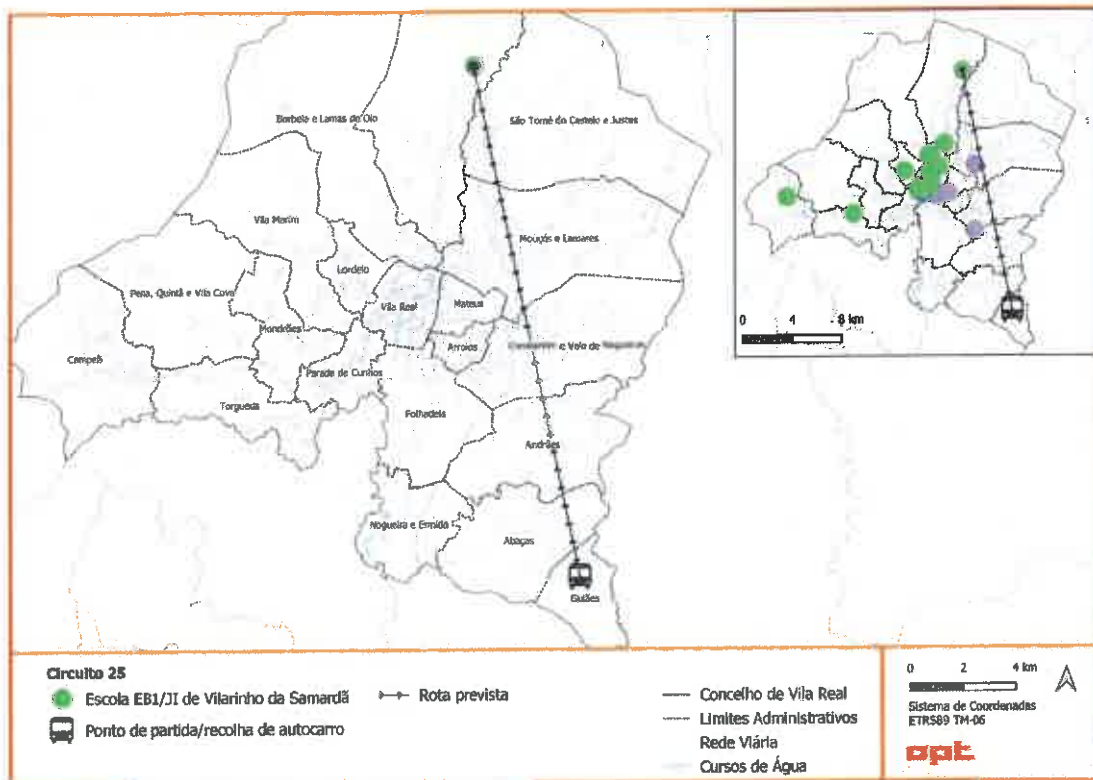 Borbela e Lamas de Olo
São Tomé do Castelo e Justes
Vila Marim
Mouçós e Lamares
Lordelo
Pena, Quintã e Vila Cova
Vila Real
Mateus
Mondrões
Arroios
Campeã
Parada de Cunhos
Torgueda
Folhadela
Andrães
Nogueira e Ermida
Abaças
Guiães
0 4 8 km
Circuito 25
Escola EB1/JI de Vilarinho da Samardã
Rota prevista
Ponto de partida/recolha de autocarro
Concelho de Vila Real
Limites Administrativos
Rede Viária
Cursos de Água
0 2 4 km
Sistema de Coordenadas
ETRS89 TM-06
opt